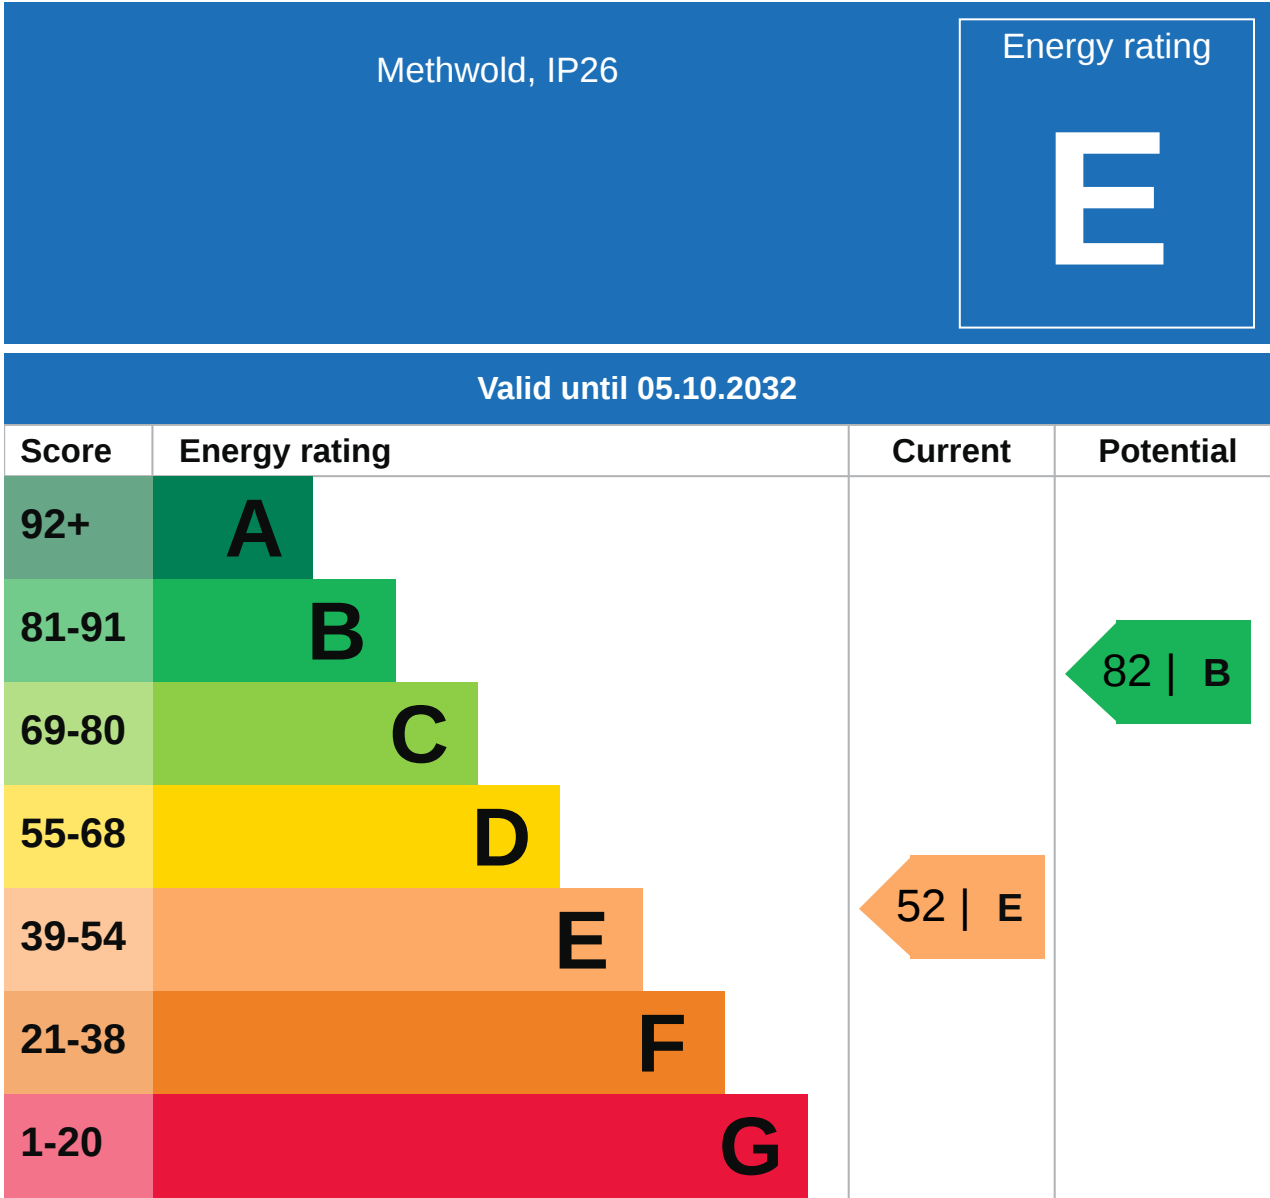 Methwold, IP26
Energy rating
E
Valid until 05.10.2032
Score Energy rating Current Potential
92+ A
81-91 B
82 | B
69-80 C
55-68 D
39-54 E
52 | E
21-38 F
1-20 G